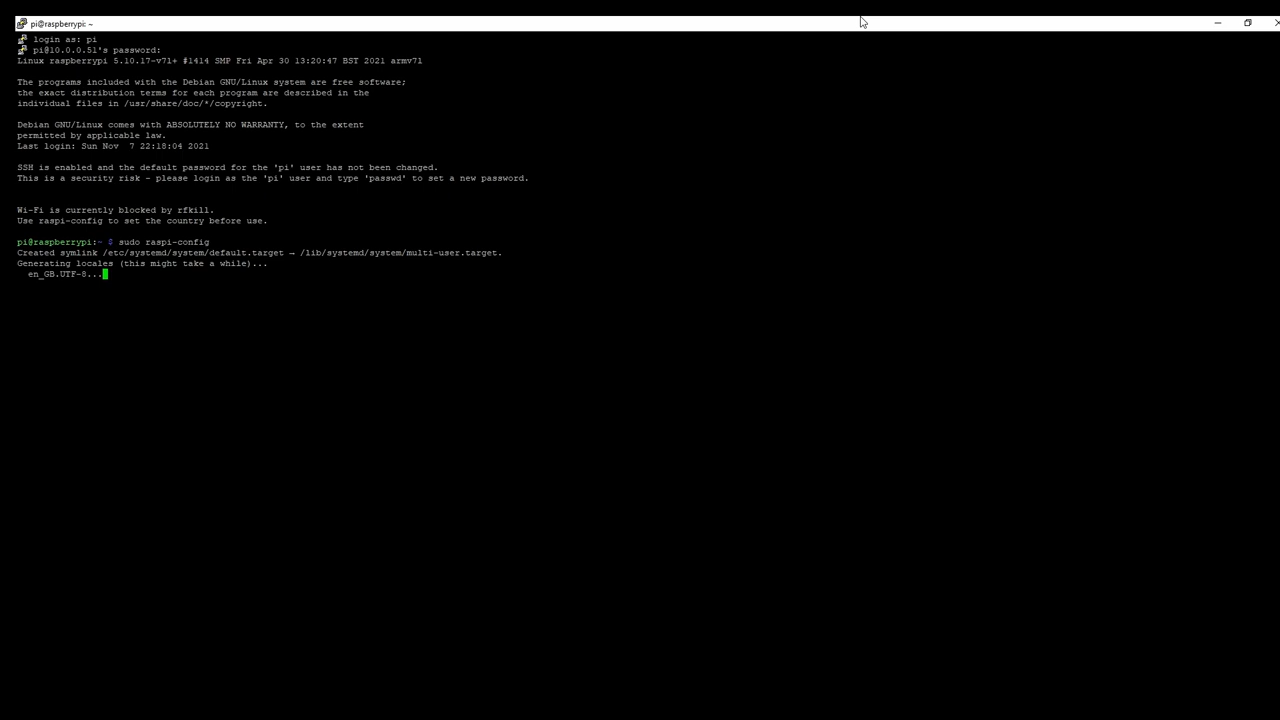 pi@raspberrypi: ~
login as: pi
pi@10.0.0.51's password:
Linux raspberrypi 5.10.17-v7l+ #1414 SMP Fri Apr 30 13:20:47 BST 2021 armv7l
The programs included with the Debian GNU/Linux system are free software;
the exact distribution terms for each program are described in the
individual files in /usr/share/doc/*/copyright.
Debian GNU/Linux comes with ABSOLUTELY NO WARRANTY, to the extent
permitted by applicable law.
Last login: Sun Nov  7 22:18:04 2021
SSH is enabled and the default password for the 'pi' user has not been changed.
This is a security risk - please login as the 'pi' user and type 'passwd' to set a new password.
Wi-Fi is currently blocked by rfkill.
Use raspi-config to set the country before use.
pi@raspberrypi:~ $ sudo raspi-config
Created symlink /etc/systemd/system/default.target → /lib/systemd/system/multi-user.target.
Generating locales (this might take a while)...
en_GB.UTF-8...